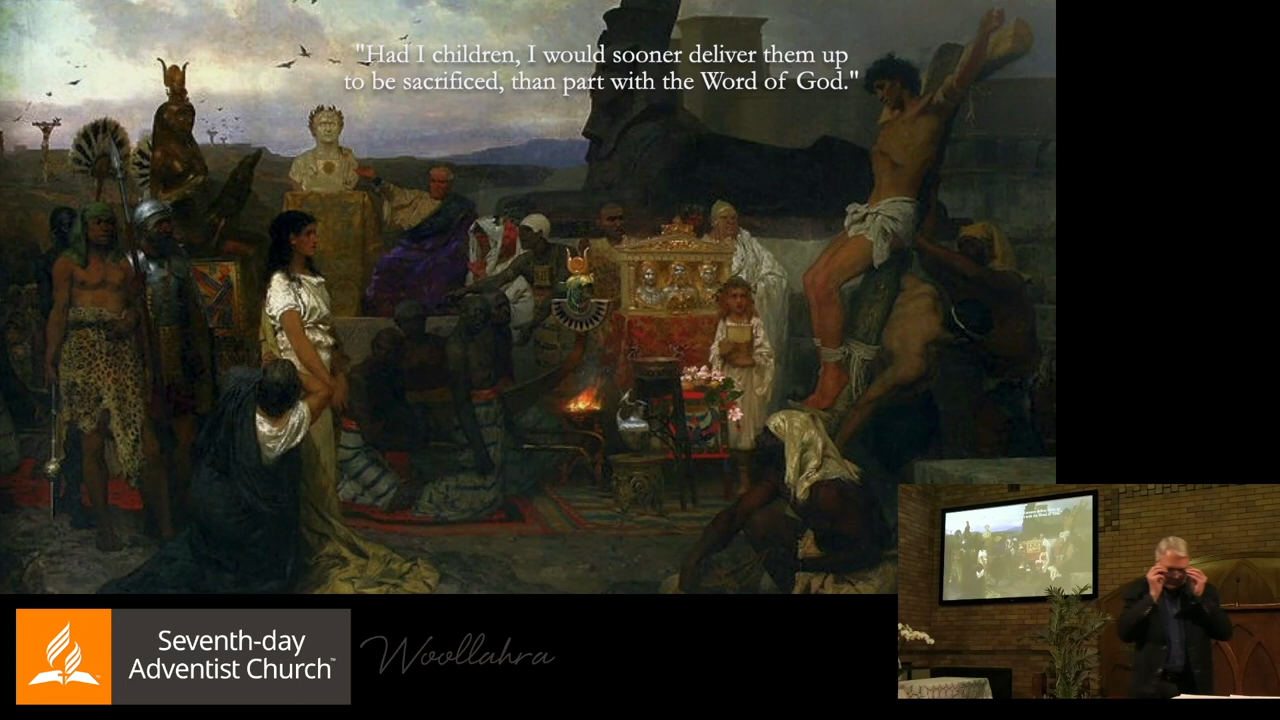 "Had I children, I would sooner deliver them up
to be sacrificed, than part with the Word of God."
Seventh-day
Adventist Church™
Woollahra